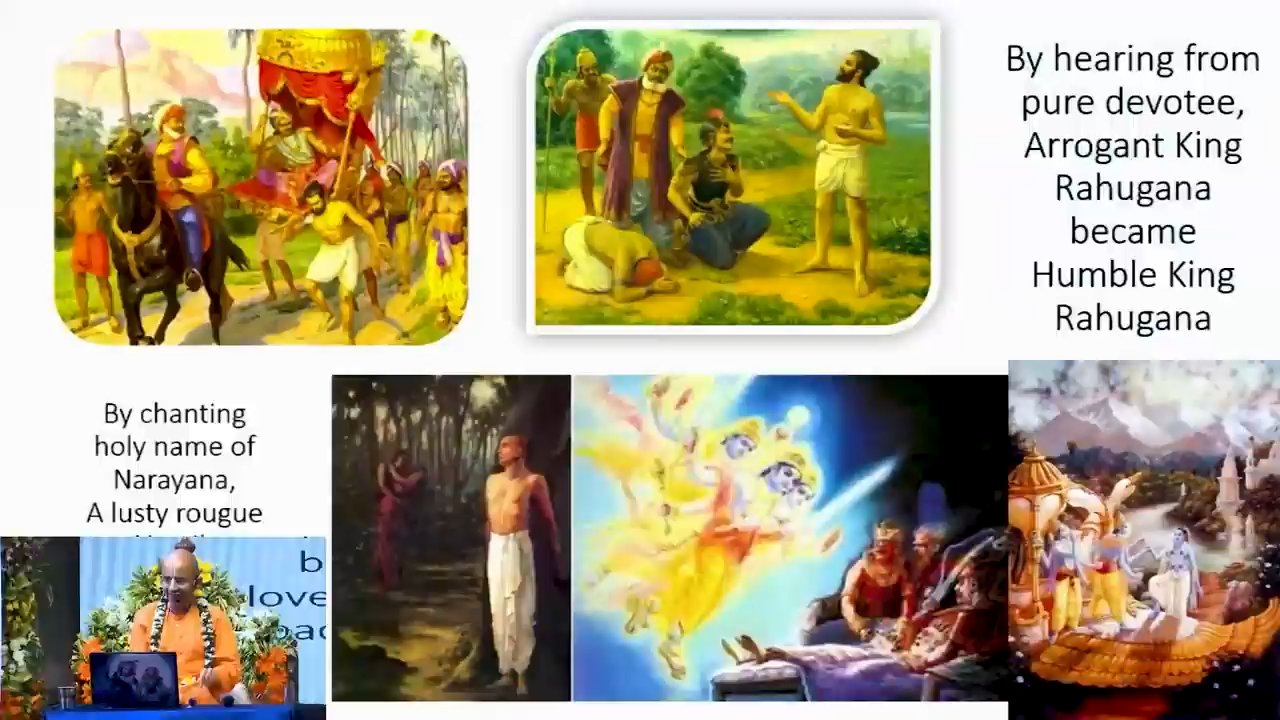 By hearing from
pure devotee,
Arrogant King
Rahugana
became
Humble King
Rahugana
By chanting
holy name of
Narayana,
A lusty rougue
love